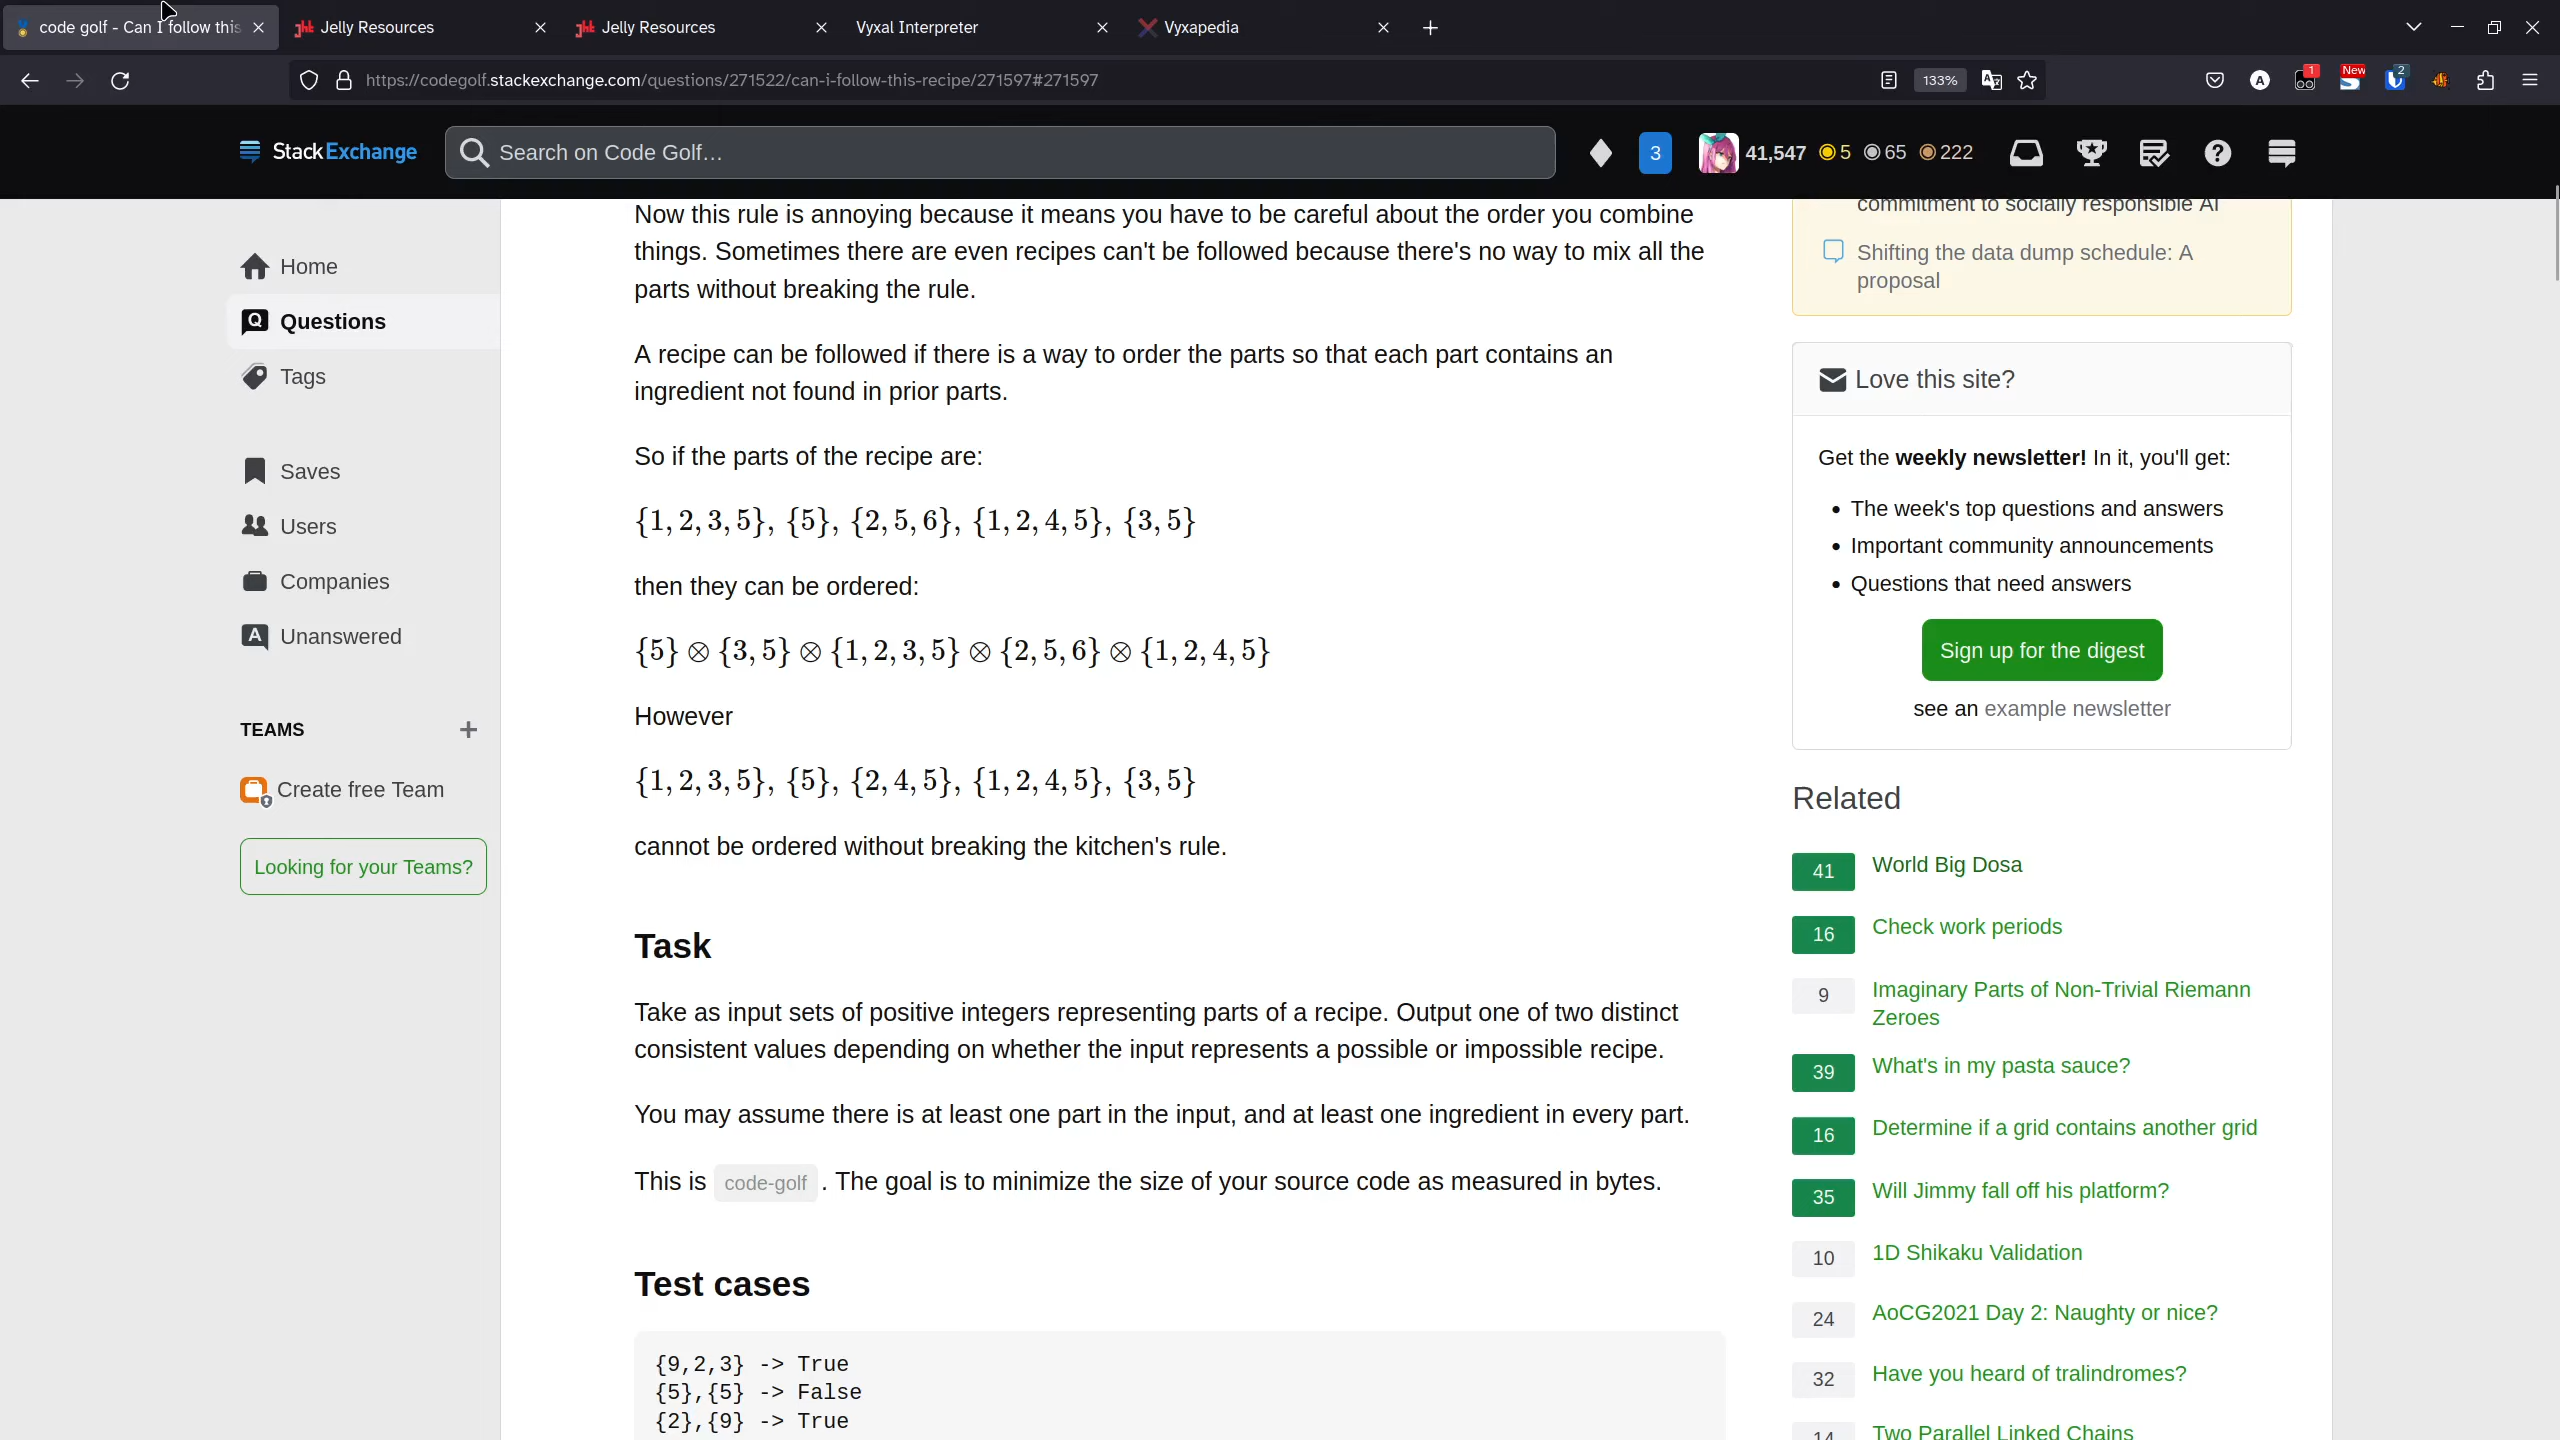 code golf - Can I follow this
Jelly Resources
Jelly Resources
Vyxal Interpreter
Vyxapedia
https://codegolf.stackexchange.com/questions/271522/can-i-follow-this-recipe/271597#271597
133%
A
1
New
2
StackExchange
Search on Code Golf…
3
41,547
5
65
222
Home
Questions
Tags
Saves
Users
Companies
Unanswered
TEAMS
Create free Team
Looking for your Teams?
Now this rule is annoying because it means you have to be careful about the order you combine
things. Sometimes there are even recipes can't be followed because there's no way to mix all the
parts without breaking the rule.
A recipe can be followed if there is a way to order the parts so that each part contains an
ingredient not found in prior parts.
So if the parts of the recipe are:
{1, 2, 3, 5}, {5}, {2, 5, 6}, {1, 2, 4, 5}, {3, 5}
then they can be ordered:
{5} ⊗ {3, 5} ⊗ {1, 2, 3, 5} ⊗ {2, 5, 6} ⊗ {1, 2, 4, 5}
However
{1, 2, 3, 5}, {5}, {2, 4, 5}, {1, 2, 4, 5}, {3, 5}
cannot be ordered without breaking the kitchen's rule.
Task
Take as input sets of positive integers representing parts of a recipe. Output one of two distinct
consistent values depending on whether the input represents a possible or impossible recipe.
You may assume there is at least one part in the input, and at least one ingredient in every part.
This is code-golf . The goal is to minimize the size of your source code as measured in bytes.
Test cases
{9,2,3} -> True
{5},{5} -> False
{2},{9} -> True
commitment to socially responsible AI
Shifting the data dump schedule: A
proposal
Love this site?
Get the weekly newsletter! In it, you'll get:
• The week's top questions and answers
• Important community announcements
• Questions that need answers
Sign up for the digest
see an example newsletter
Related
41 World Big Dosa
16 Check work periods
9 Imaginary Parts of Non-Trivial Riemann
Zeroes
39 What's in my pasta sauce?
16 Determine if a grid contains another grid
35 Will Jimmy fall off his platform?
10 1D Shikaku Validation
24 AoCG2021 Day 2: Naughty or nice?
32 Have you heard of tralindromes?
14 Two Parallel Linked Chains